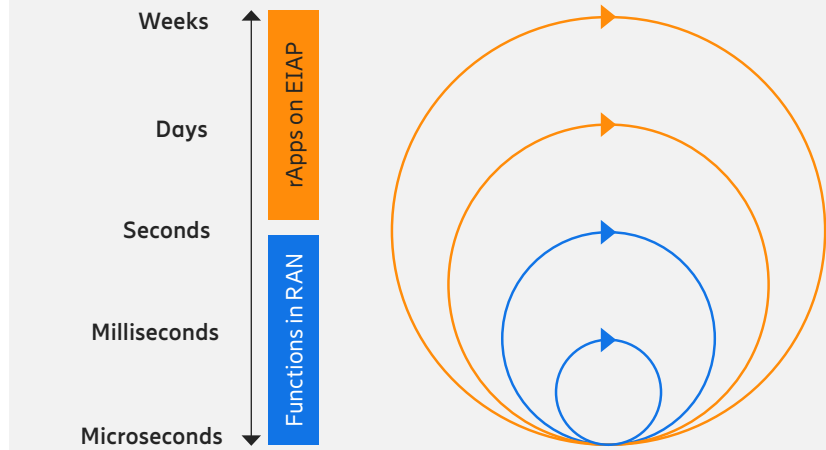 Weeks
Days
Seconds
Milliseconds
Microseconds
rApps on EIAP
Functions in RAN